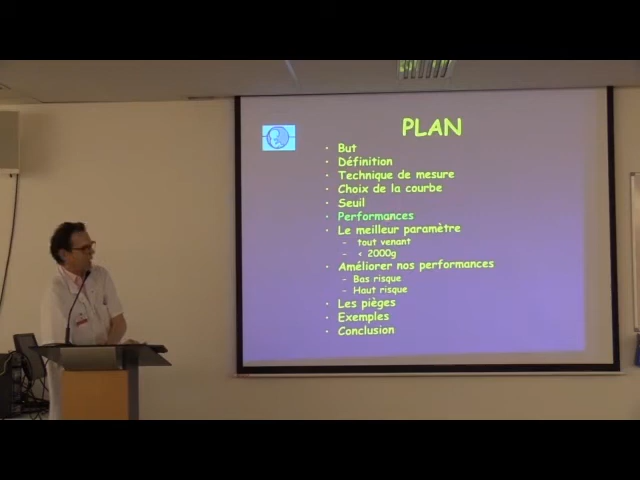 PLAN
• But
• Définition
• Technique de mesure
• Choix de la courbe
• Seuil
• Performances
• Le meilleur paramètre
- tout venant
- < 2000g
• Améliorer nos performances
- Bas risque
- Haut risque
• Les pièges
• Exemples
• Conclusion